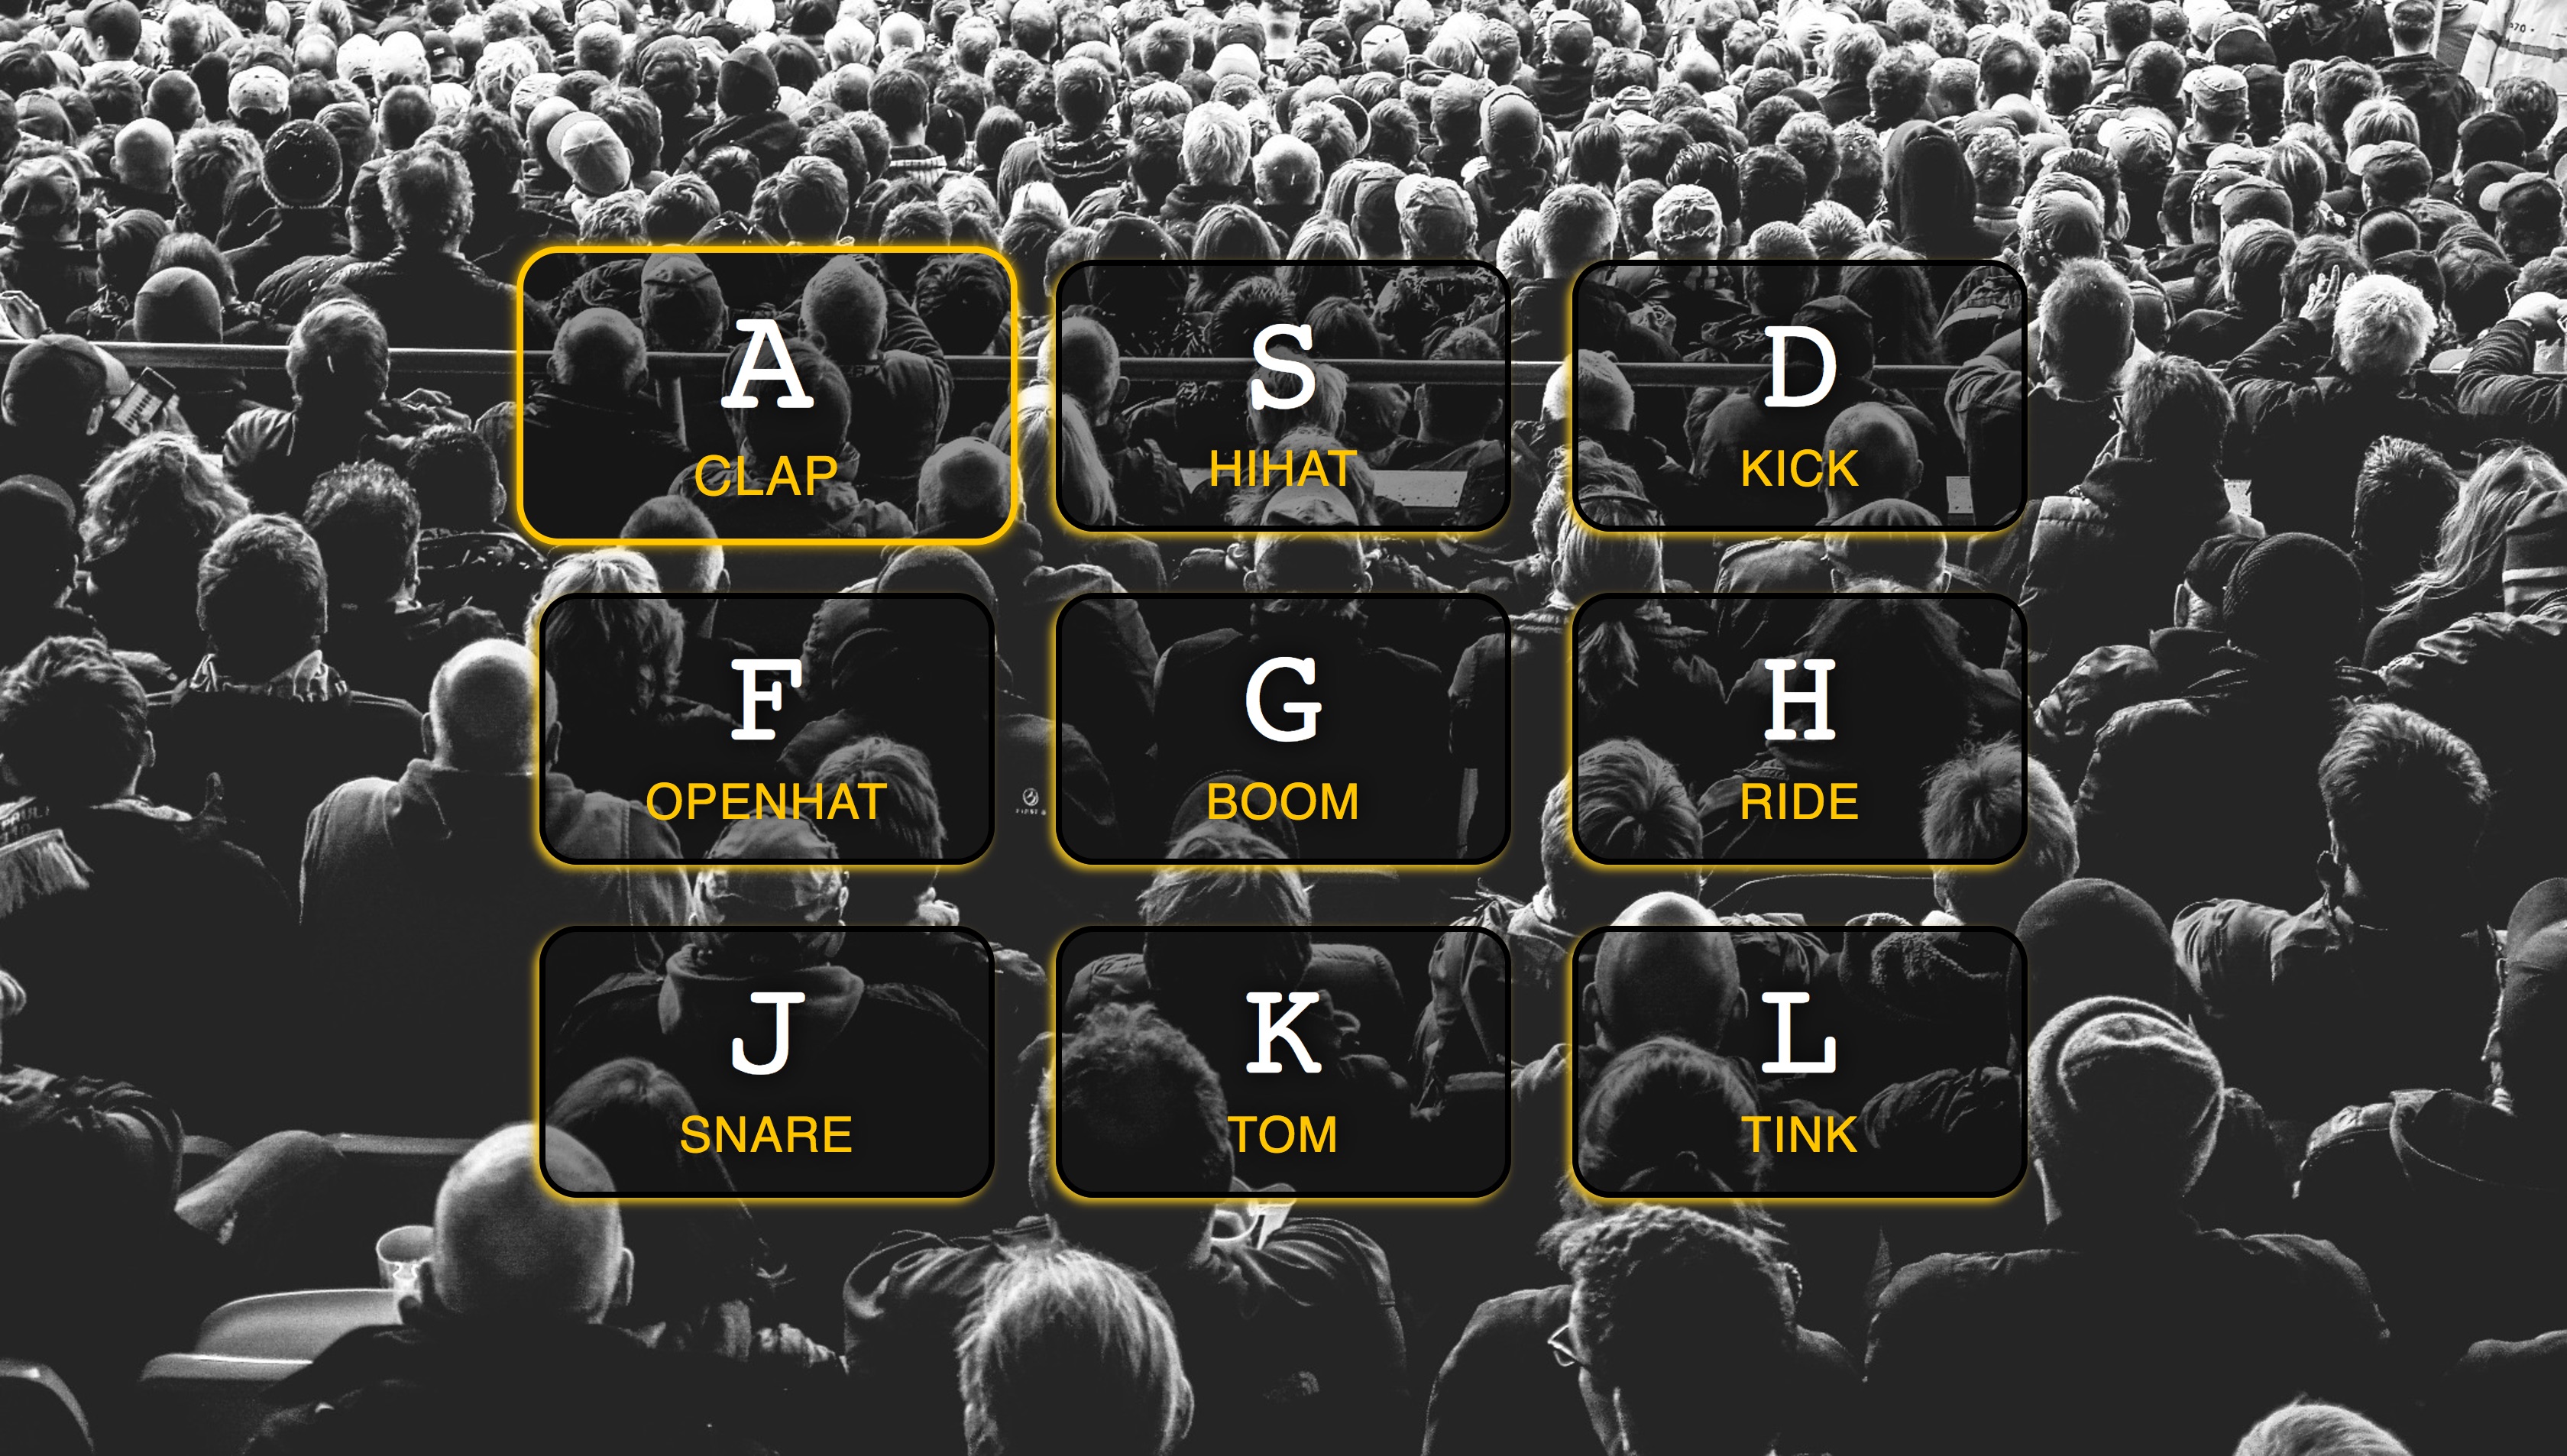 A
CLAP
S
HIHAT
D
KICK
F
OPENHAT
G
BOOM
H
RIDE
J
SNARE
K
TOM
L
TINK